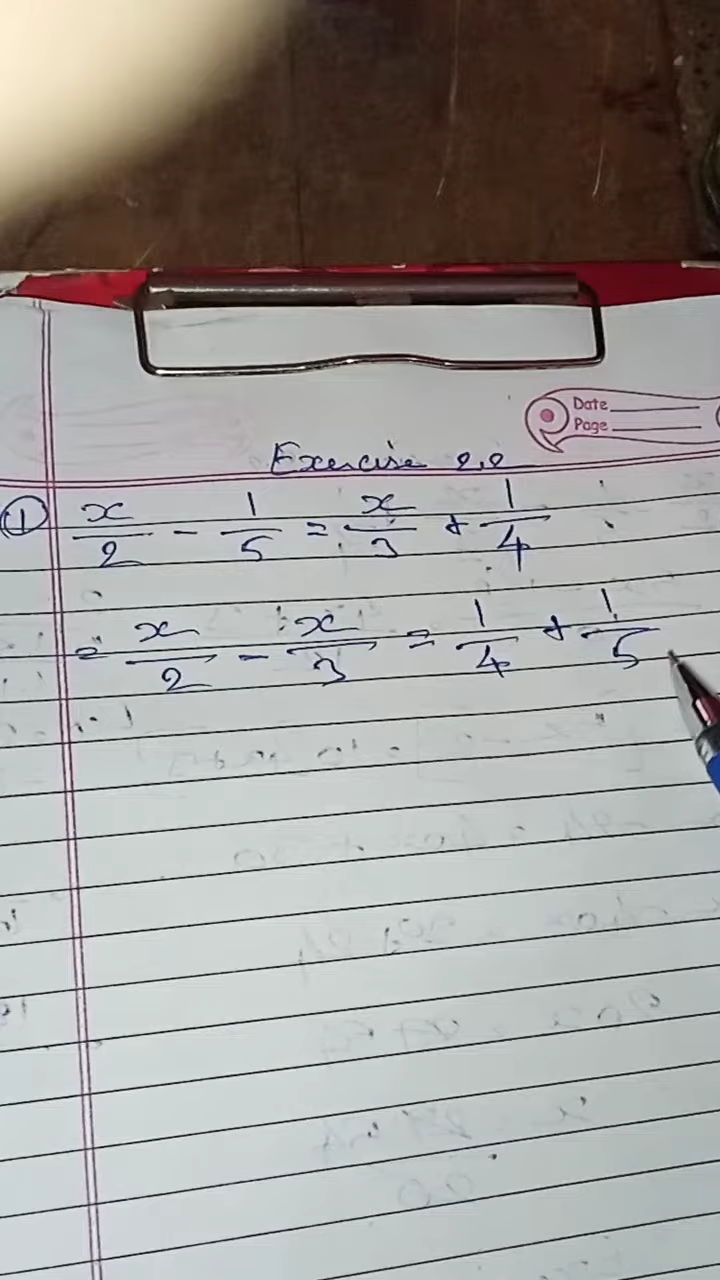 Date
Page
Exercise 2.2
① x/2 - 1/5 = x/3 + 1/4
= x/2 - x/3 = 1/4 + 1/5